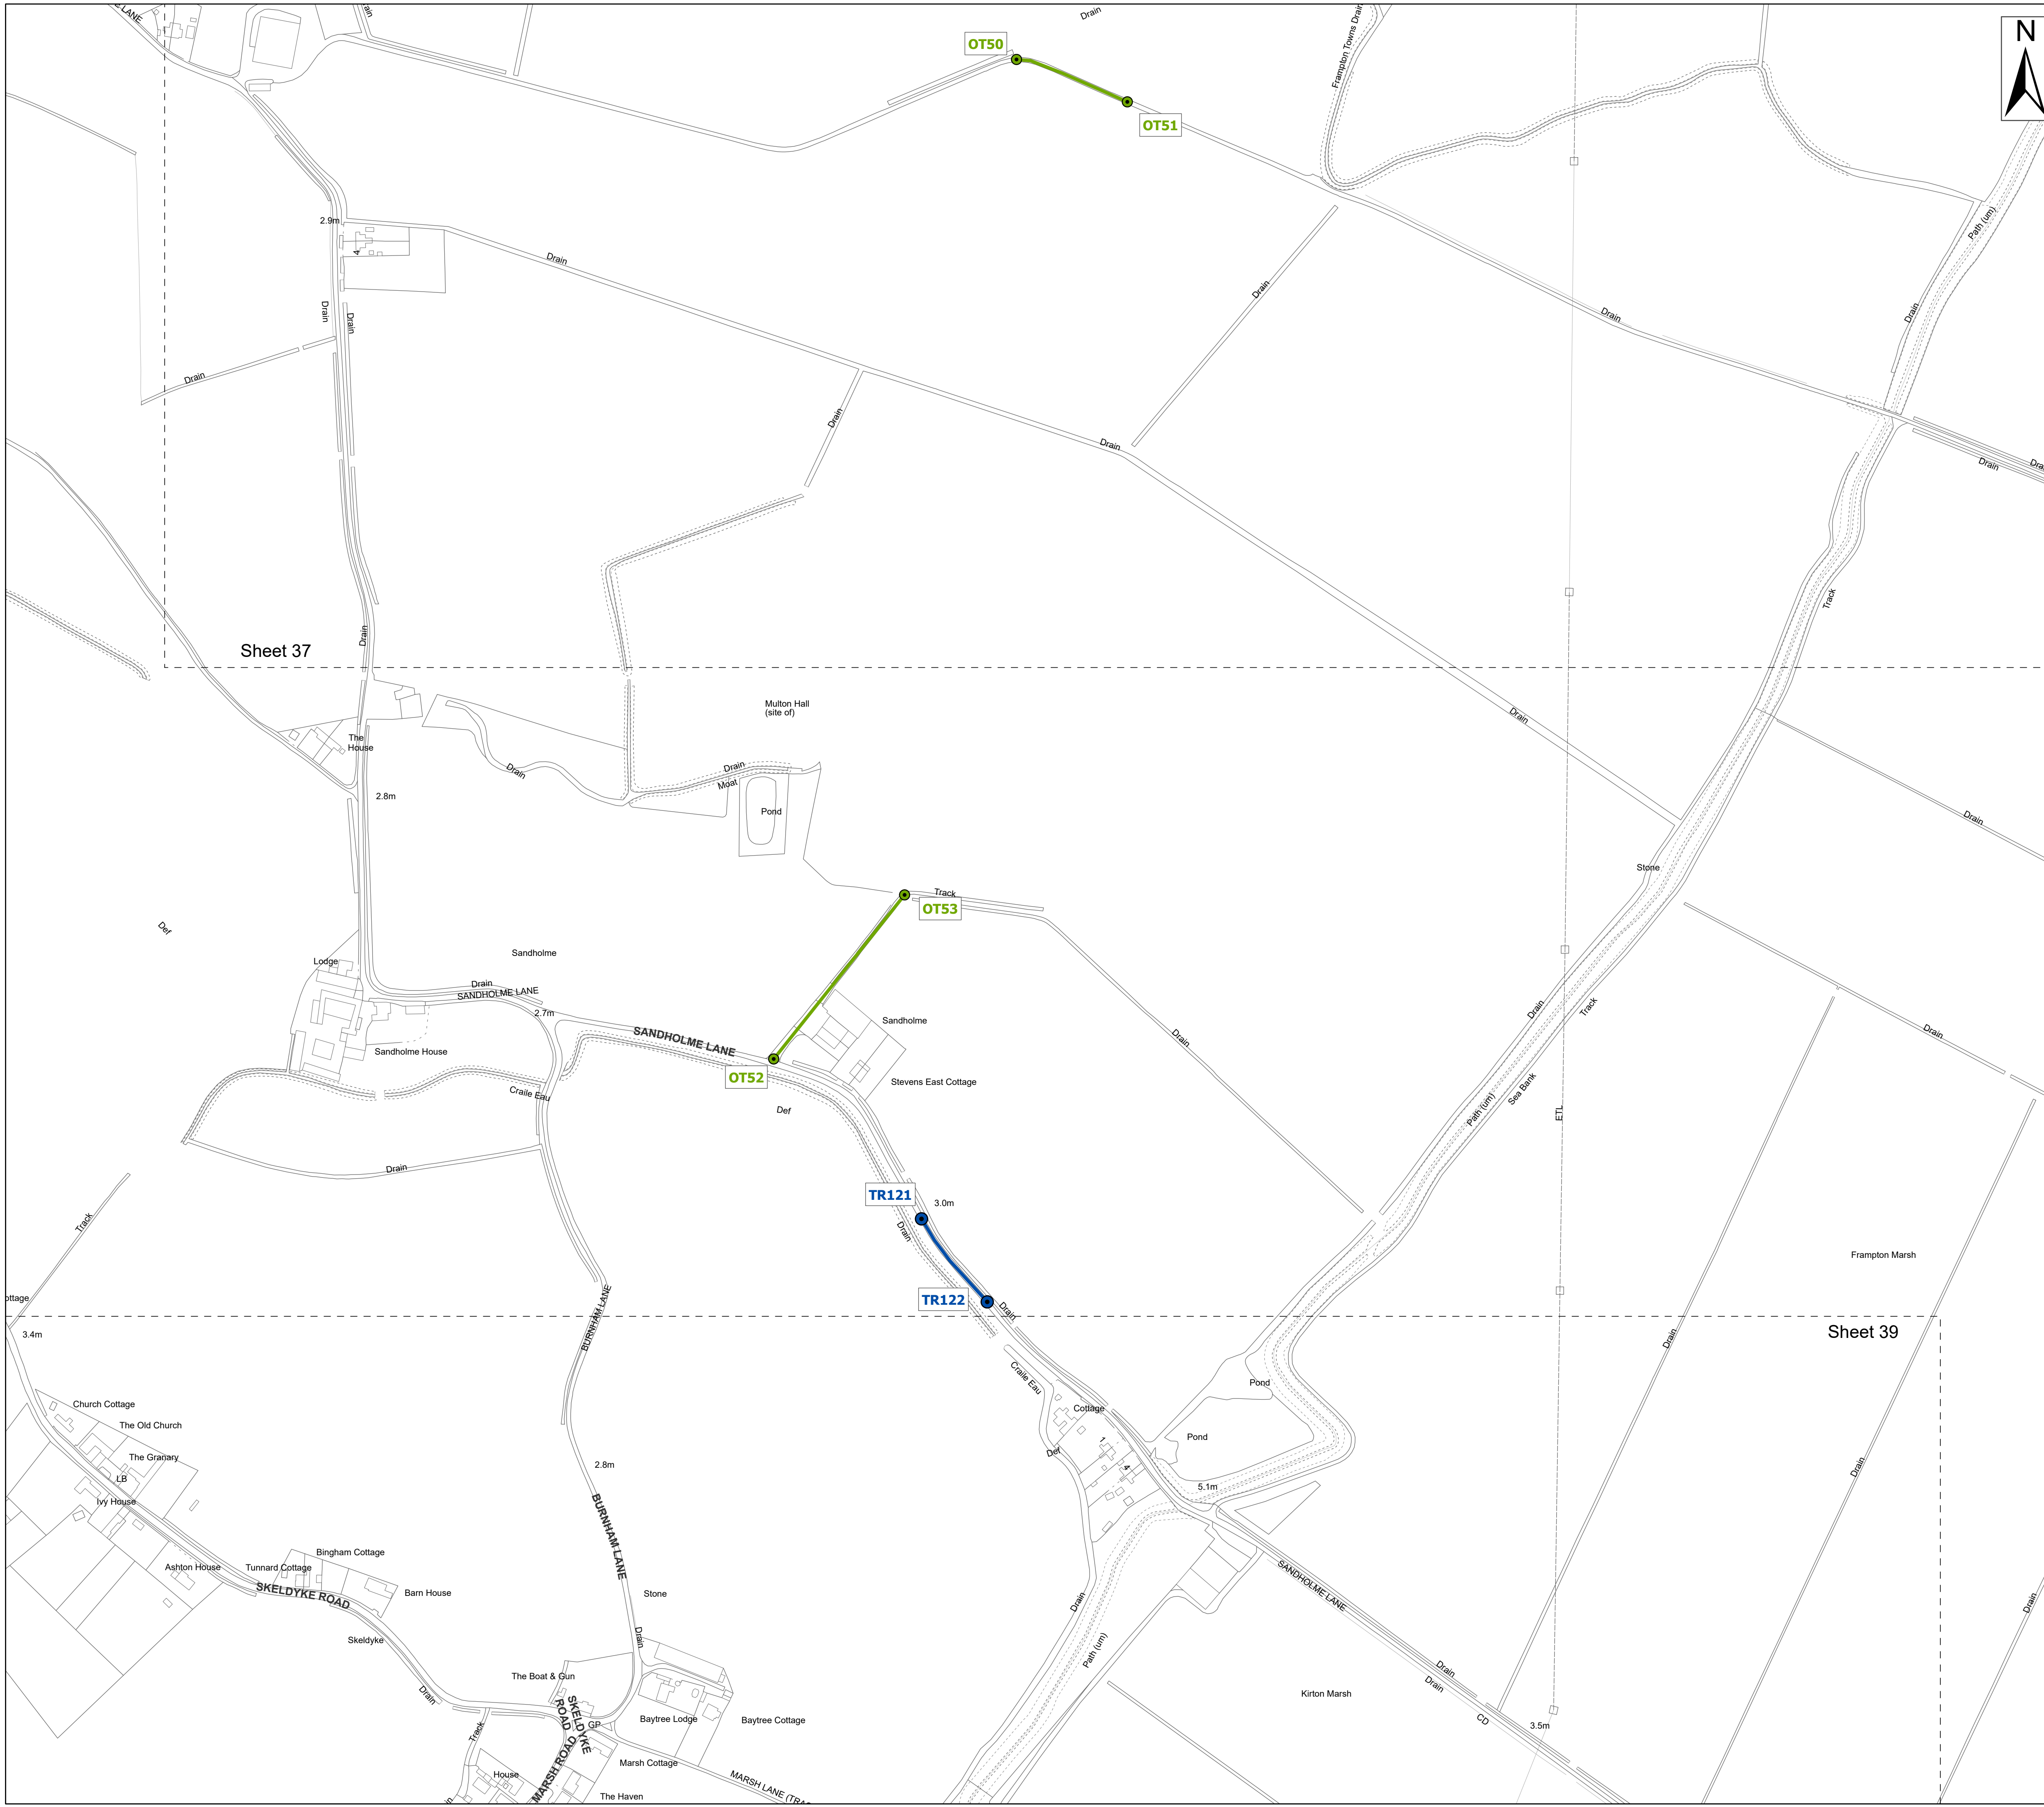 Drain
OT50
OT51
Frampton Towns Drain
N
Path (um)
2.9m
4
Drain
Drain
Drain
Drain
Drain
Drain
Drain
Drain
Drain
Drain
Drain
Track
Sheet 37
Drain
Multon Hall
(site of)
Drain
The
House
Drain
Drain
Moat
2.8m
Pond
Drain
Stone
Track
OT53
Def
Sandholme
Lodge
Drain
SANDHOLME LANE
2.7m
SANDHOLME LANE
Sandholme
Drain
Track
Drain
Drain
Sandholme House
OT52
Stevens East Cottage
Craile Eau
Def
Path (um)
Sea Bank
ETL
Drain
TR121
3.0m
Track
Drain
Frampton Marsh
TR122
Drain
ottage
3.4m
BURNHAM LANE
Sheet 39
Drain
Craile Eau
Pond
Church Cottage
Cottage
The Old Church
1
Pond
The Granary
Def
4
2.8m
LB
5.1m
Drain
Ivy House
BURNHAM LANE
Bingham Cottage
Ashton House
Tunnard Cottage
SKELDYKE ROAD
Barn House
Stone
SANDHOLME LANE
Drain
Drain
Skeldyke
Drain
Path (um)
The Boat & Gun
Drain
Drain
Drain
Kirton Marsh
SKELDYKE
ROAD
Baytree Lodge
Baytree Cottage
GP
Track
CD
3.5m
MARSH ROAD
Marsh Cottage
House
MARSH LANE
The Haven